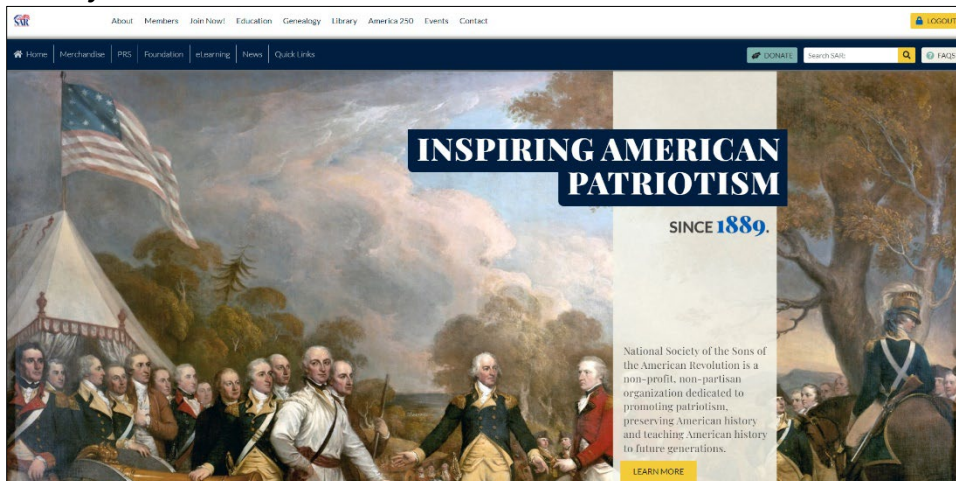 SAR
About Members Join Now! Education Genealogy Library America 250 Events Contact
LOGOUT
Home Merchandise PRS Foundation eLearning News Quick Links
DONATE
Search SAR:
FAQS
INSPIRING AMERICAN
PATRIOTISM
SINCE 1889.
National Society of the Sons of
the American Revolution is a
non-profit, non-partisan
organization dedicated to
promoting patriotism,
preserving American history
and teaching American history
to future generations.
LEARN MORE